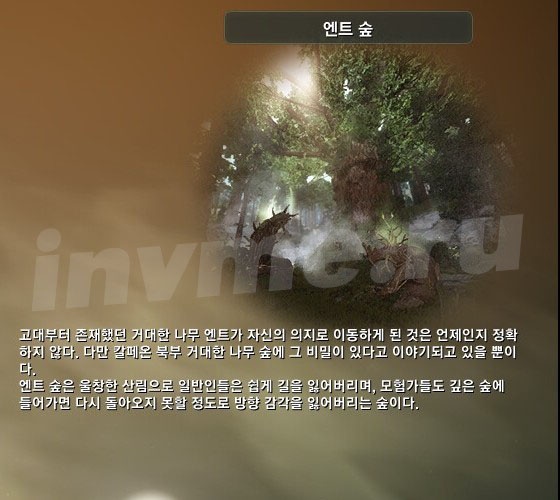 엔트 숲
invme.ru
고대부터 존재했던 거대한 나무 엔트가 자신의 의지로 이동하게 된 것은 언제인지 정확
하지 않다. 다만 칼페온 북부 거대한 나무 숲에 그 비밀이 있다고 이야기되고 있을 뿐이
다.
엔트 숲은 울창한 산림으로 일반인들은 쉽게 길을 잃어버리며, 모험가들도 깊은 숲에
들어가면 다시 돌아오지 못할 정도로 방향 감각을 잃어버리는 숲이다.